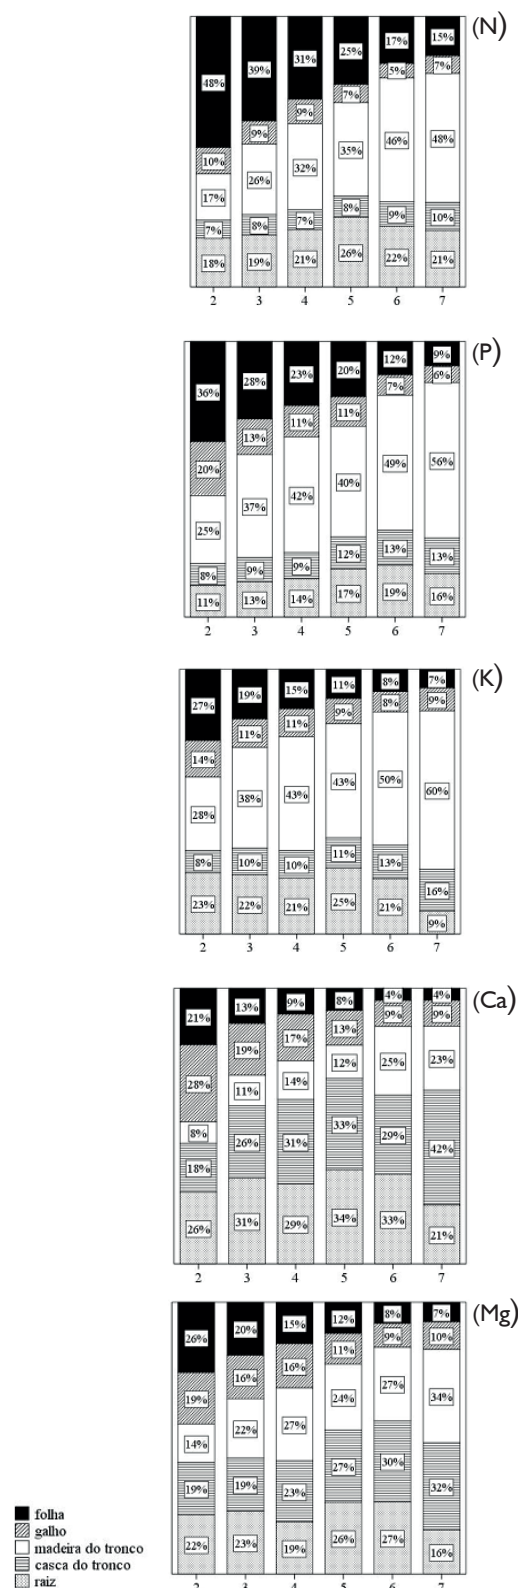 (N)
48% 39% 31% 25% 17% 15%
10% 9% 9% 7% 5% 7%
17% 26% 32% 35% 46% 48%
7% 8% 7% 8% 9% 10%
18% 19% 21% 26% 22% 21%
2 3 4 5 6 7
(P)
36% 28% 23% 20% 12% 9%
20% 13% 11% 11% 7% 6%
25% 37% 42% 40% 49% 56%
8% 9% 9% 12% 13% 13%
11% 13% 14% 17% 19% 16%
2 3 4 5 6 7
(K)
27% 19% 15% 11% 8% 7%
14% 11% 11% 9% 8% 9%
28% 38% 43% 43% 50% 60%
8% 10% 10% 11% 13% 16%
23% 22% 21% 25% 21% 9%
2 3 4 5 6 7
(Ca)
21% 13% 9% 8% 4% 4%
28% 19% 17% 13% 9% 9%
8% 11% 14% 12% 25% 23%
18% 26% 31% 33% 29% 42%
26% 31% 29% 34% 33% 21%
2 3 4 5 6 7
(Mg)
26% 20% 15% 12% 8% 7%
19% 16% 16% 11% 9% 10%
14% 22% 27% 24% 27% 34%
19% 19% 23% 27% 30% 32%
22% 23% 19% 26% 27% 16%
2 3 4 5 6 7
folha
galho
madeira do tronco
casca do tronco
raiz